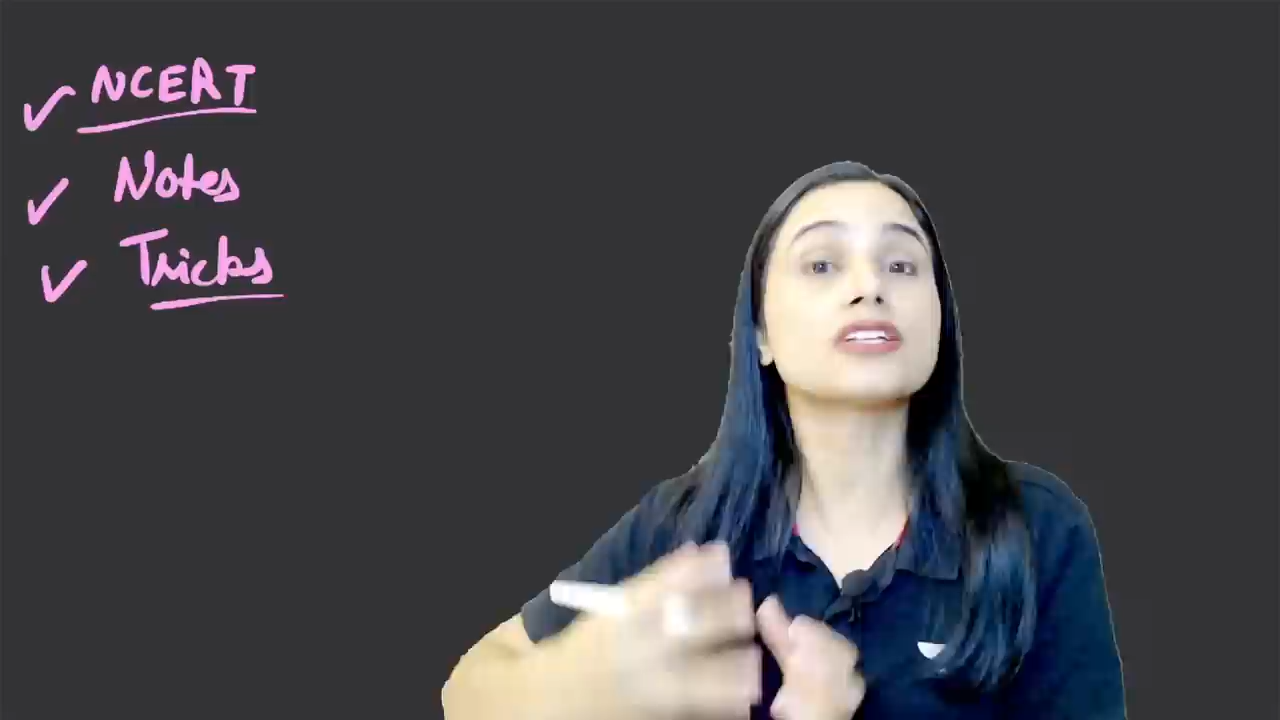 ✓ NCERT
✓ Notes
✓ Tricks